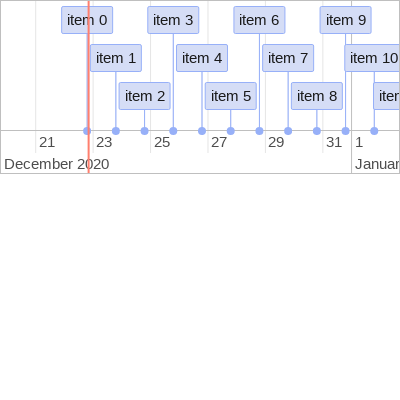 item 0 item 3 item 6 item 9
item 1 item 4 item 7 item 10
item 2 item 5 item 8
21 23 25 27 29 31 1
December 2020